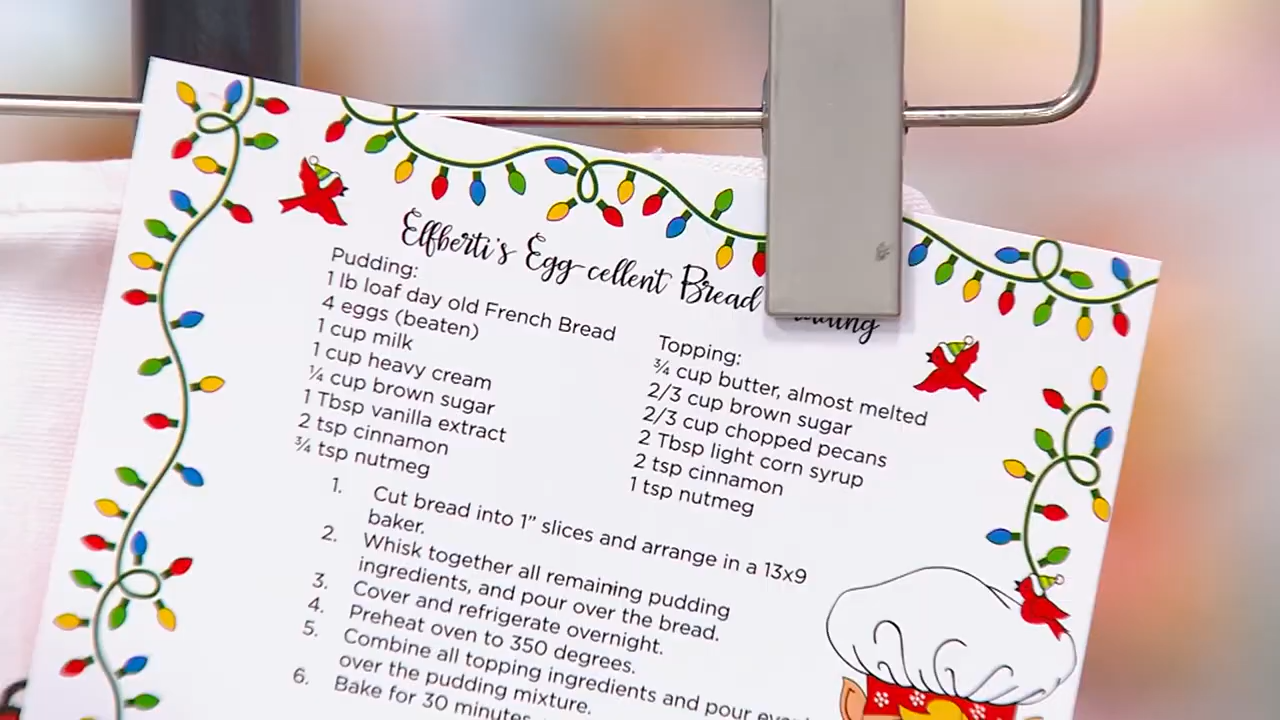 Elfberti's Egg-cellent Bread
Pudding:
1 lb loaf day old French Bread
4 eggs (beaten)
1 cup milk
1 cup heavy cream
¼ cup brown sugar
1 Tbsp vanilla extract
2 tsp cinnamon
¾ tsp nutmeg
Topping:
¾ cup butter, almost melted
2/3 cup brown sugar
2/3 cup chopped pecans
2 Tbsp light corn syrup
2 tsp cinnamon
1 tsp nutmeg
1. Cut bread into 1” slices and arrange in a 13x9
baker.
2. Whisk together all remaining pudding
ingredients, and pour over the bread.
3. Cover and refrigerate overnight.
4. Preheat oven to 350 degrees.
5. Combine all topping ingredients and pour
over the pudding mixture.
6. Bake for 30 minutes